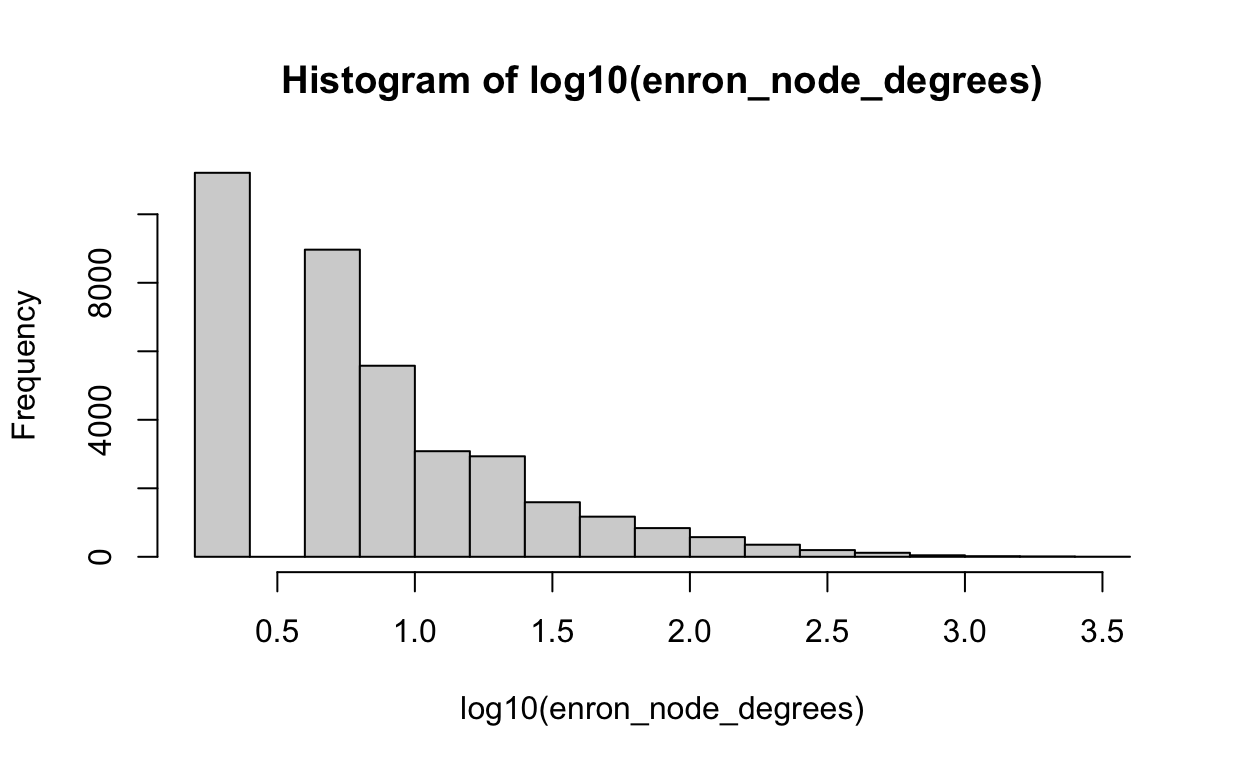 Histogram of log10(enron_node_degrees)
Frequency
8000
4000
0
0.5 1.0 1.5 2.0 2.5 3.0 3.5
log10(enron_node_degrees)